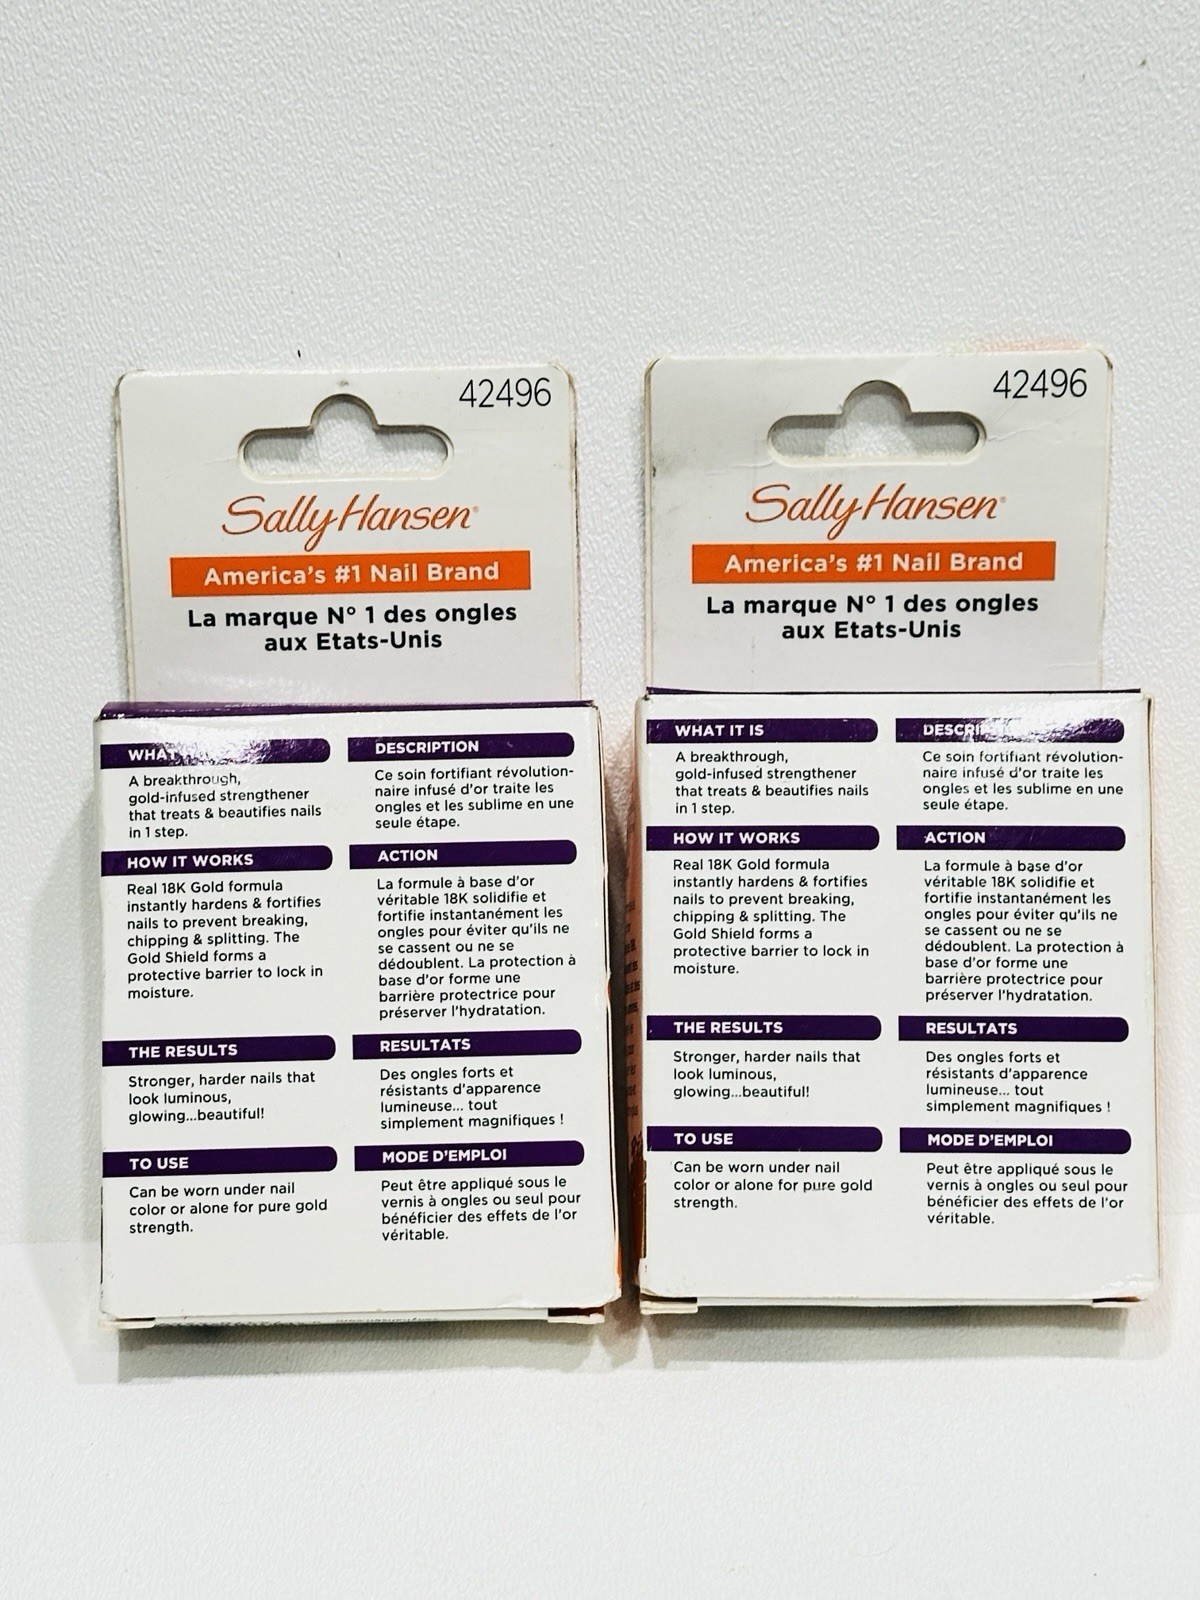 42496
Sally Hansen®
America's #1 Nail Brand
La marque N° 1 des ongles
aux Etats-Unis
WHAT
A breakthrough,
gold-infused strengthener
that treats & beautifies nails
in 1 step.
HOW IT WORKS
Real 18K Gold formula
instantly hardens & fortifies
nails to prevent breaking,
chipping & splitting. The
Gold Shield forms a
protective barrier to lock in
moisture.
THE RESULTS
Stronger, harder nails that
look luminous,
glowing...beautiful!
TO USE
Can be worn under nail
color or alone for pure gold
strength.
DESCRIPTION
Ce soin fortifiant révolution-
naire infusé d'or traite les
ongles et les sublime en une
seule étape.
ACTION
La formule à base d'or
véritable 18K solidifie et
fortifie instantanément les
ongles pour éviter qu'ils ne
se cassent ou ne se
dédoublent. La protection à
base d'or forme une
barrière protectrice pour
préserver l'hydratation.
RESULTATS
Des ongles forts et
résistants d'apparence
lumineuse... tout
simplement magnifiques !
MODE D'EMPLOI
Peut être appliqué sous le
vernis à ongles ou seul pour
bénéficier des effets de l'or
véritable.
42496
Sally Hansen®
America's #1 Nail Brand
La marque N° 1 des ongles
aux Etats-Unis
WHAT IT IS
A breakthrough,
gold-infused strengthener
that treats & beautifies nails
in 1 step.
HOW IT WORKS
Real 18K Gold formula
instantly hardens & fortifies
nails to prevent breaking,
chipping & splitting. The
Gold Shield forms a
protective barrier to lock in
moisture.
THE RESULTS
Stronger, harder nails that
look luminous,
glowing...beautiful!
TO USE
Can be worn under nail
color or alone for pure gold
strength.
Ce soin fortifiant révolution-
naire infusé d'or traite les
ongles et les sublime en une
seule étape.
ACTION
La formule à base d'or
véritable 18K solidifie et
fortifie instantanément les
ongles pour éviter qu'ils ne
se cassent ou ne se
dédoublent. La protection à
base d'or forme une
barrière protectrice pour
préserver l'hydratation.
RESULTATS
Des ongles forts et
résistants d'apparence
lumineuse... tout
simplement magnifiques !
MODE D'EMPLOI
Peut être appliqué sous le
vernis à ongles ou seul pour
bénéficier des effets de l'or
véritable.